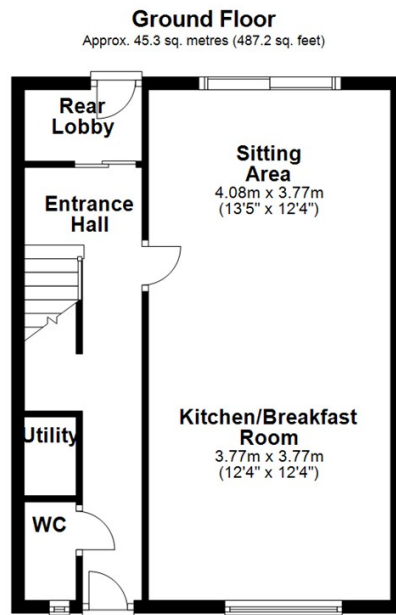 Ground Floor
Approx. 45.3 sq. metres (487.2 sq. feet)
Rear
Lobby
Sitting
Area
4.08m x 3.77m
(13'5" x 12'4")
Entrance
Hall
Kitchen/Breakfast
Room
3.77m x 3.77m
(12'4" x 12'4")
Utility
WC